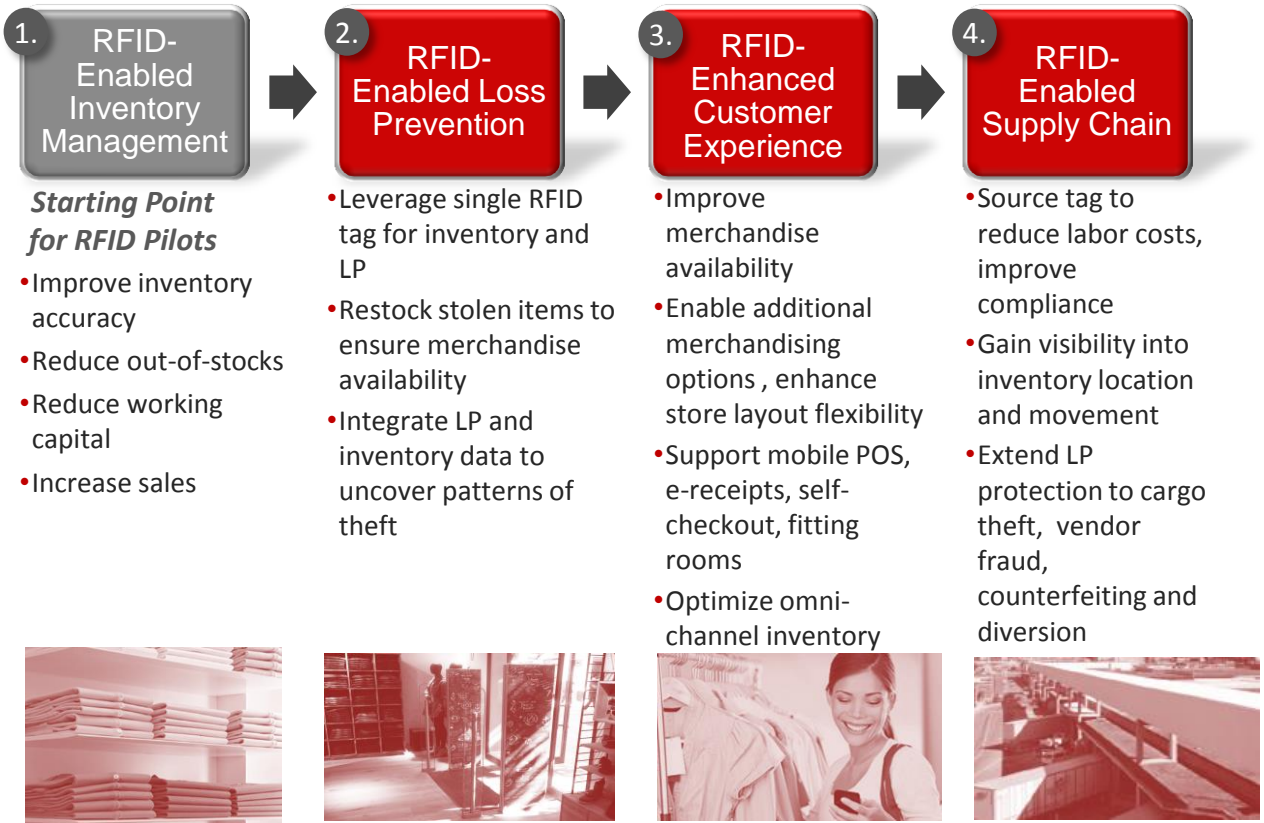 1.
RFID-
Enabled
Inventory
Management
Starting Point
for RFID Pilots
•Improve inventory
accuracy
•Reduce out-of-stocks
•Reduce working
capital
•Increase sales
2.
RFID-
Enabled Loss
Prevention
•Leverage single RFID
tag for inventory and
LP
•Restock stolen items to
ensure merchandise
availability
•Integrate LP and
inventory data to
uncover patterns of
theft
3.
RFID-
Enhanced
Customer
Experience
•Improve
merchandise
availability
•Enable additional
merchandising
options , enhance
store layout flexibility
•Support mobile POS,
e-receipts, self-
checkout, fitting
rooms
•Optimize omni-
channel inventory
4.
RFID-
Enabled
Supply Chain
•Source tag to
reduce labor costs,
improve
compliance
•Gain visibility into
inventory location
and movement
•Extend LP
protection to cargo
theft,  vendor
fraud,
counterfeiting and
diversion